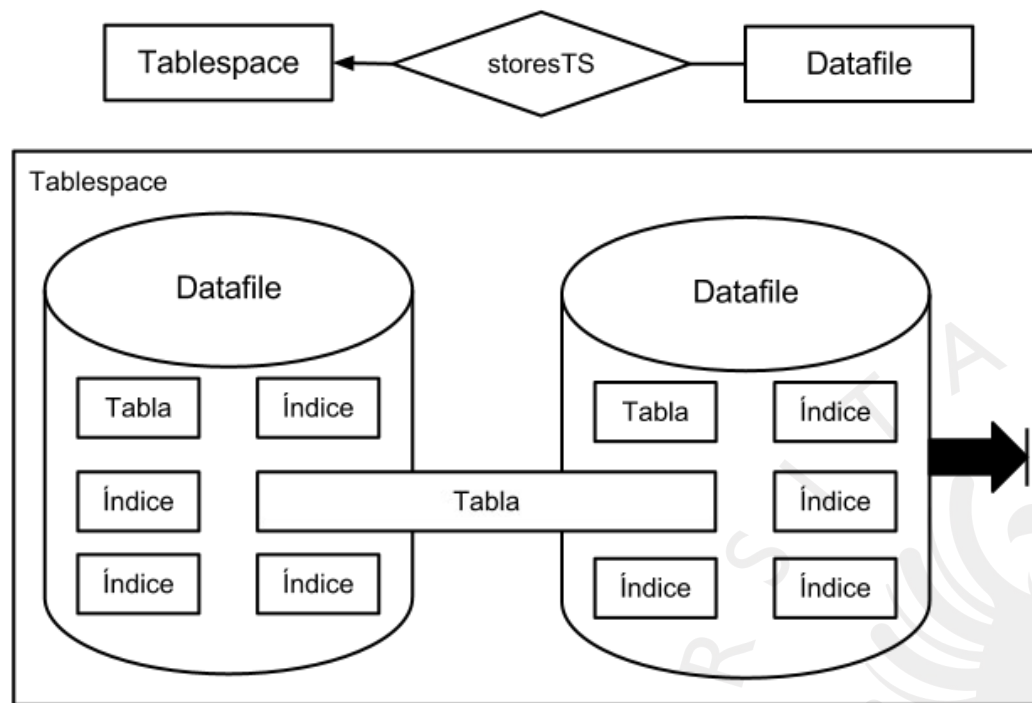 Tablespace
storesTS
Datafile
Tablespace
Datafile
Datafile
Tabla
Índice
Tabla
Índice
Índice
Tabla
Índice
Índice
Índice
Índice
Índice
R S I T A